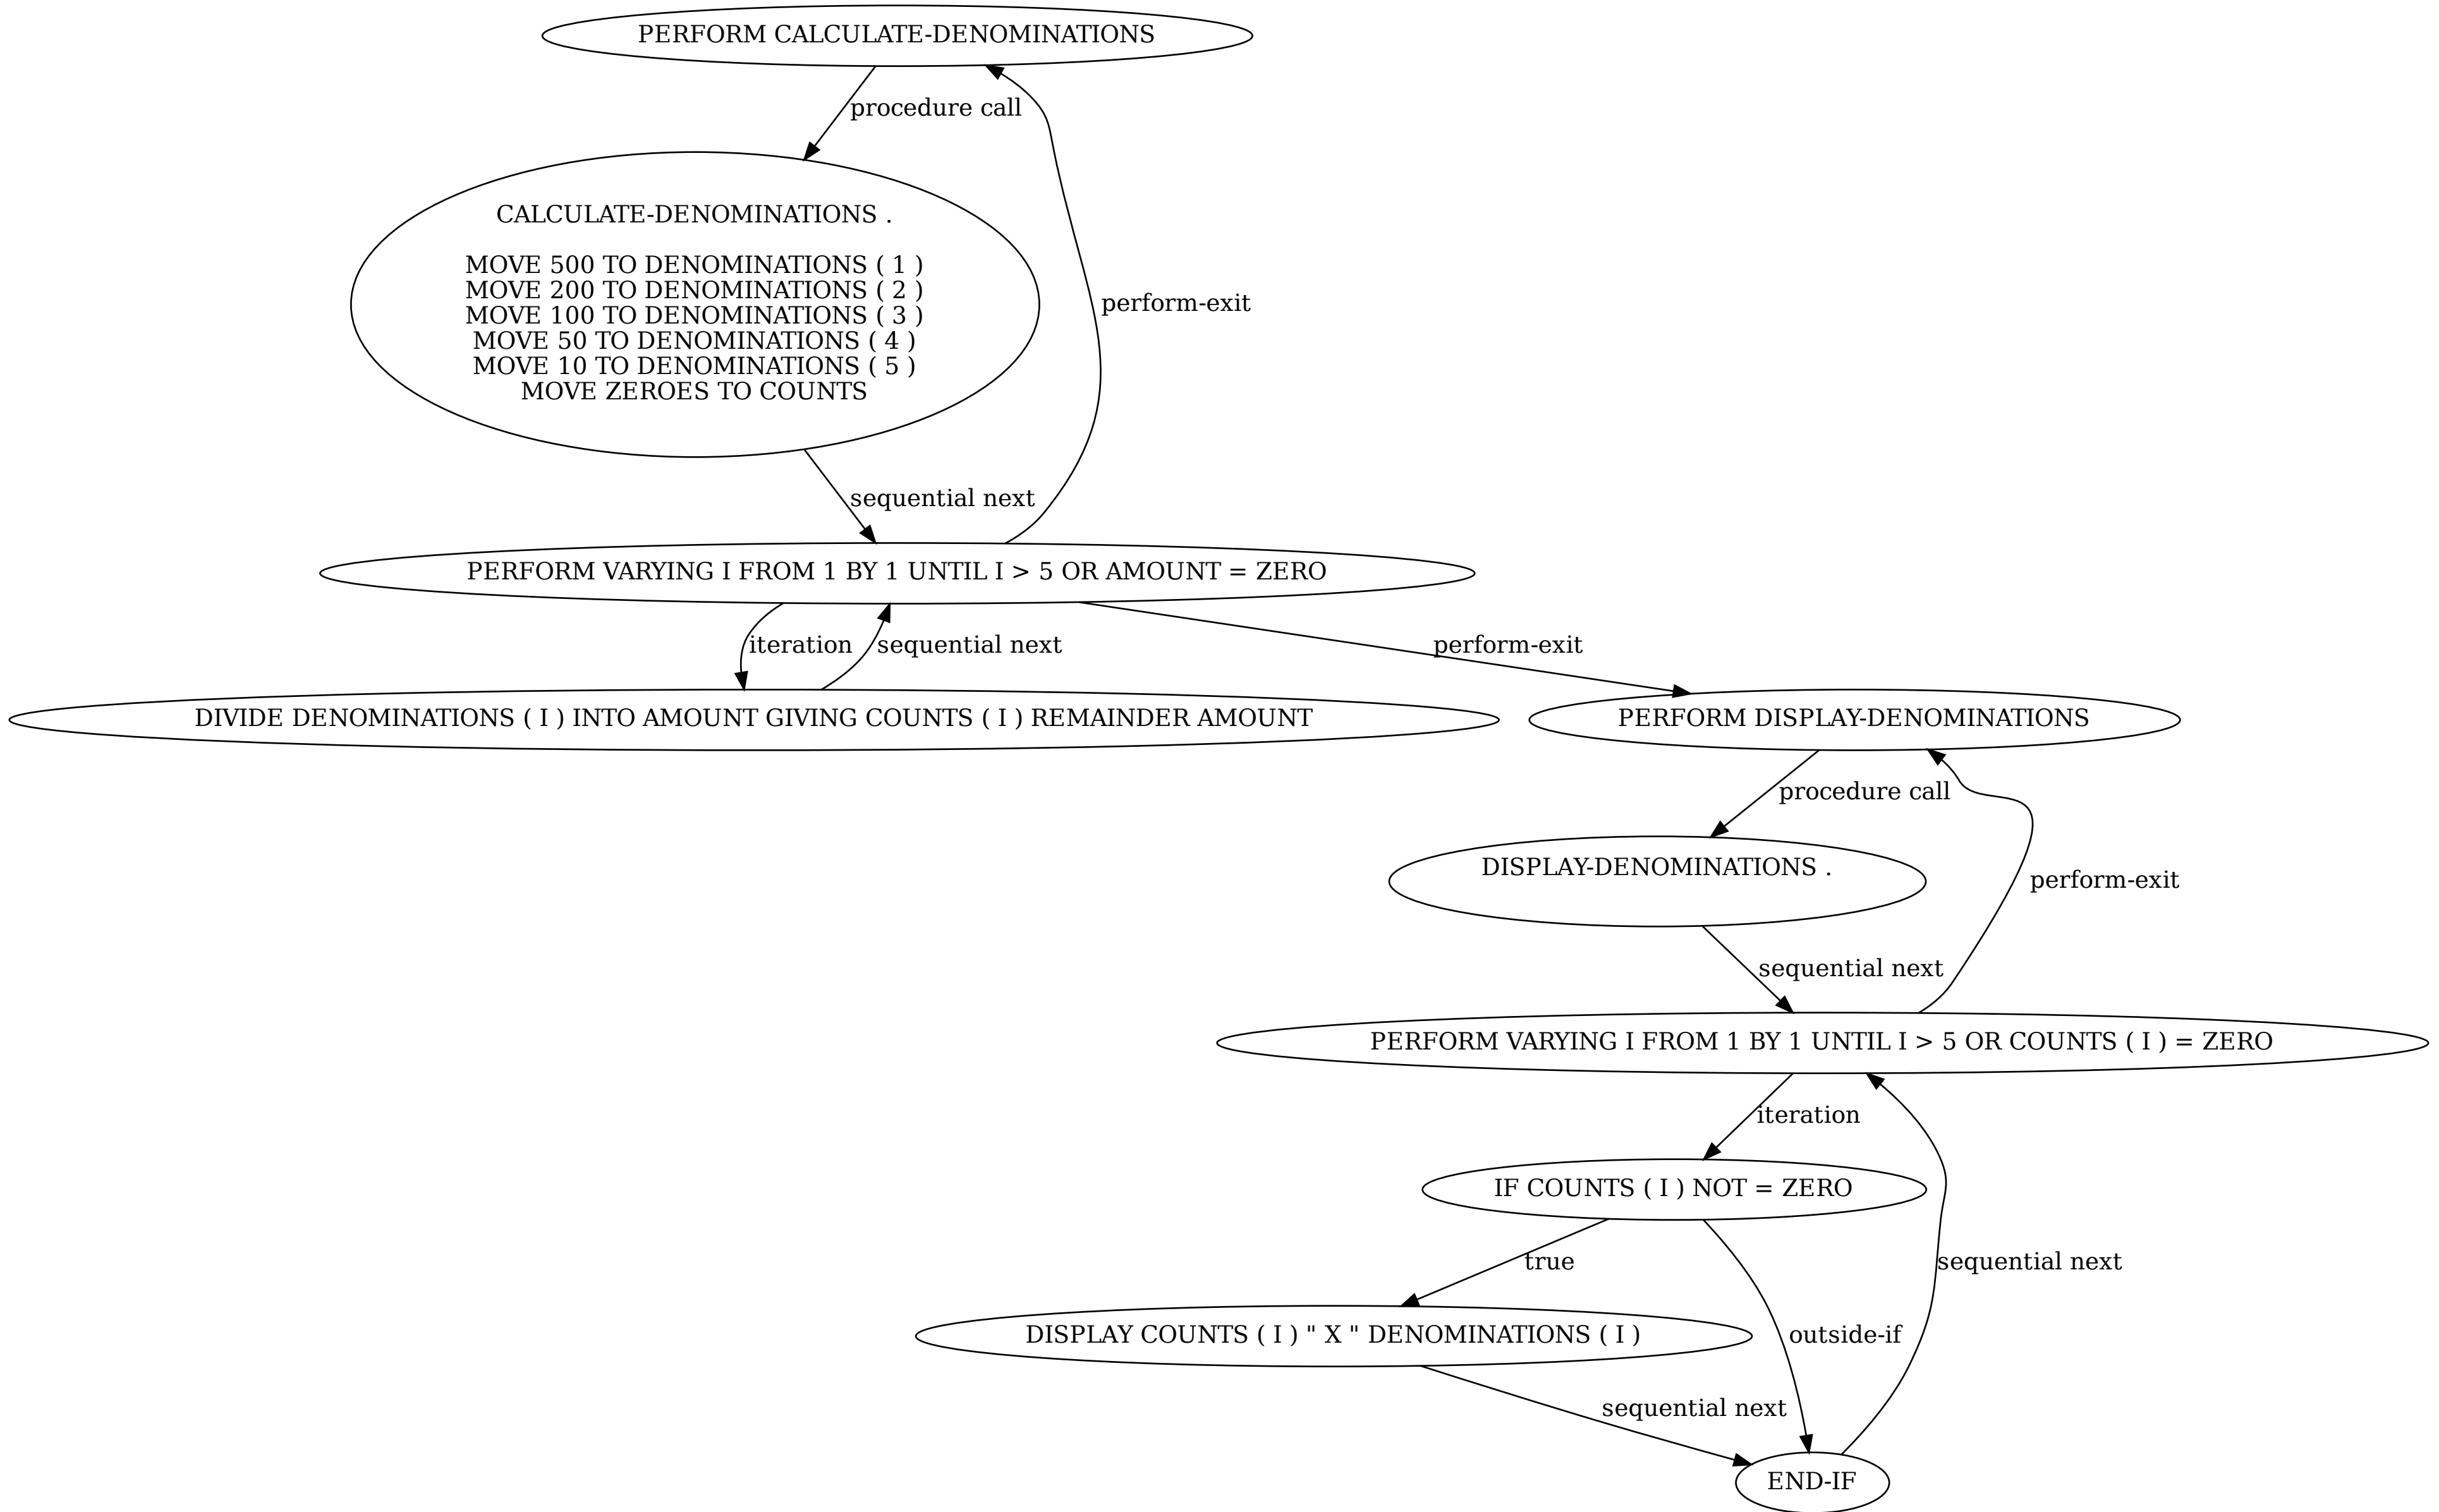 PERFORM CALCULATE-DENOMINATIONS
procedure call
CALCULATE-DENOMINATIONS .
MOVE 500 TO DENOMINATIONS ( 1 )
MOVE 200 TO DENOMINATIONS ( 2 )
MOVE 100 TO DENOMINATIONS ( 3 )
MOVE 50 TO DENOMINATIONS ( 4 )
MOVE 10 TO DENOMINATIONS ( 5 )
MOVE ZEROES TO COUNTS
perform-exit
sequential next
PERFORM VARYING I FROM 1 BY 1 UNTIL I > 5 OR AMOUNT = ZERO
iteration
sequential next
perform-exit
DIVIDE DENOMINATIONS ( I ) INTO AMOUNT GIVING COUNTS ( I ) REMAINDER AMOUNT
PERFORM DISPLAY-DENOMINATIONS
procedure call
DISPLAY-DENOMINATIONS .
perform-exit
sequential next
PERFORM VARYING I FROM 1 BY 1 UNTIL I > 5 OR COUNTS ( I ) = ZERO
iteration
IF COUNTS ( I ) NOT = ZERO
true
sequential next
DISPLAY COUNTS ( I ) " X " DENOMINATIONS ( I )
outside-if
sequential next
END-IF